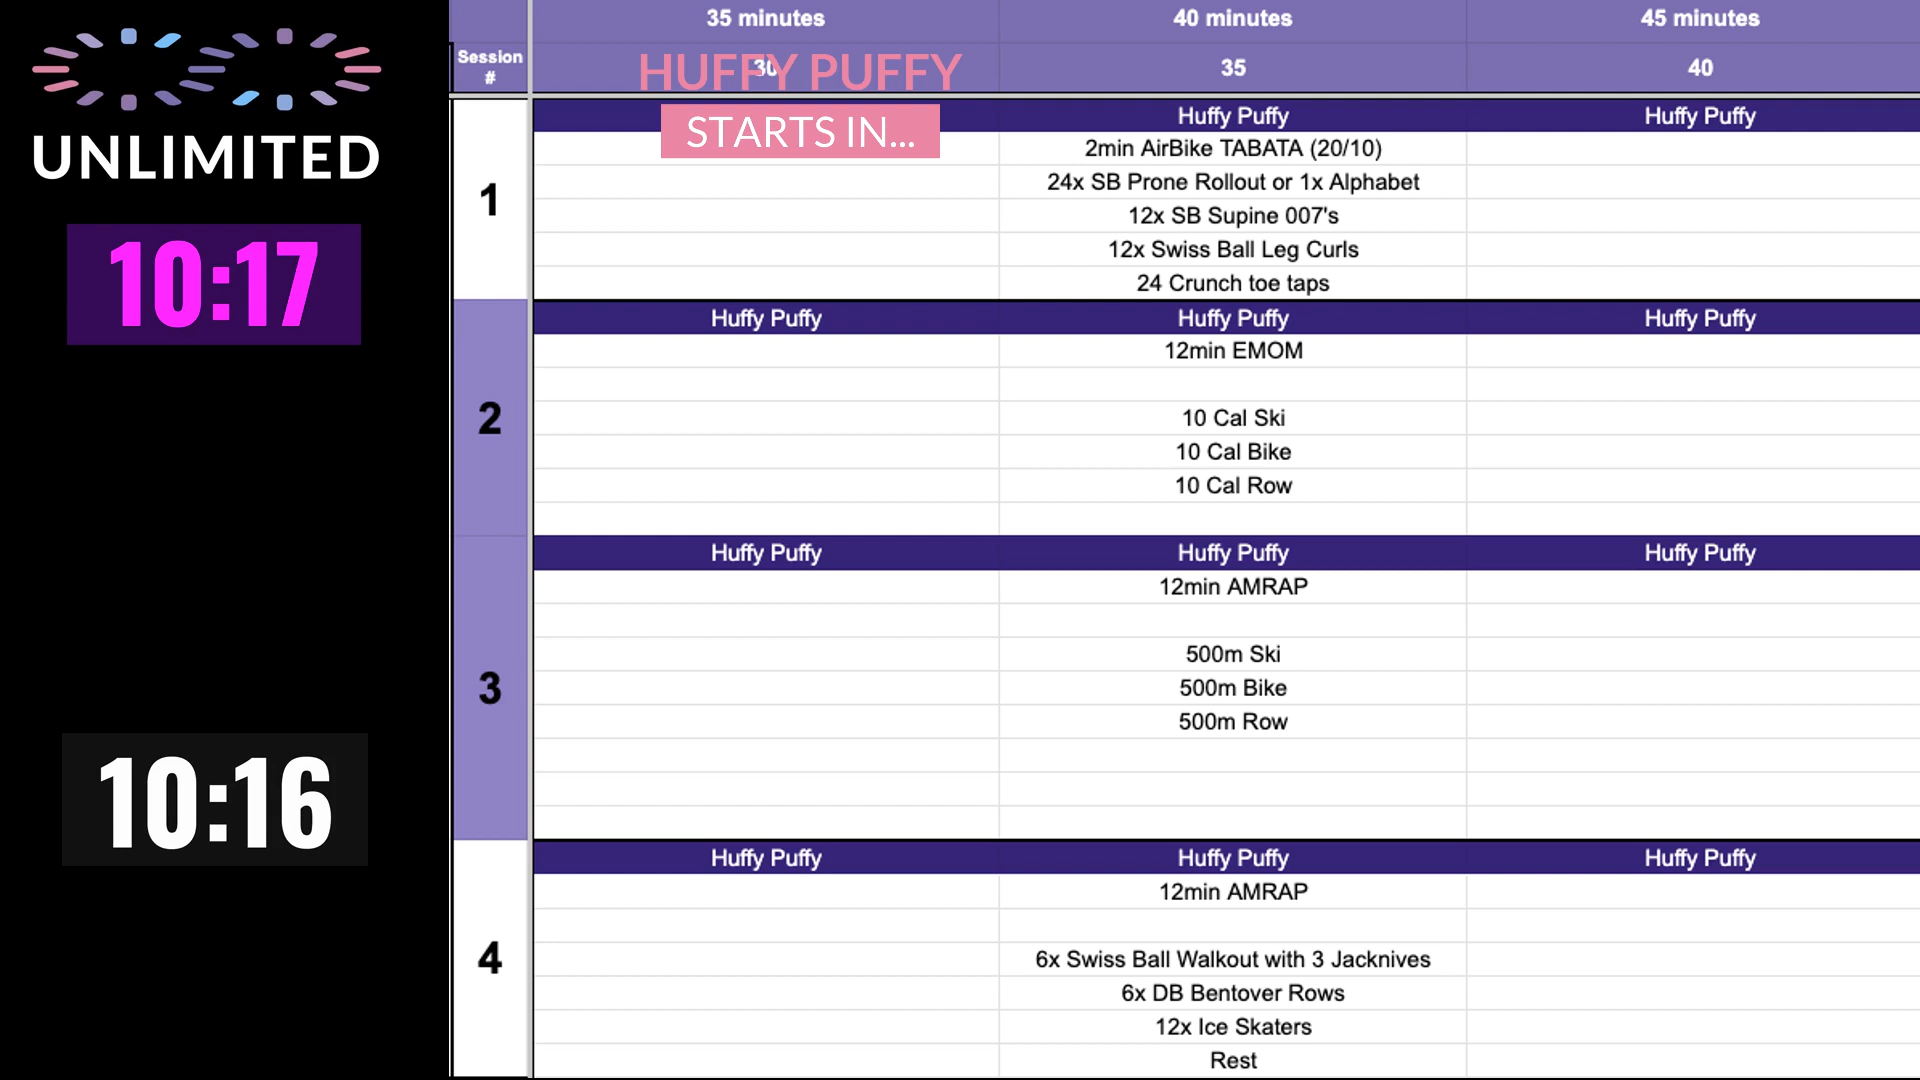 UNLIMITED
10:17
10:16
35 minutes
40 minutes
45 minutes
Session
#
30
35
40
HUFFY PUFFY
STARTS IN...
1
Huffy Puffy
Huffy Puffy
2min AirBike TABATA (20/10)
24x SB Prone Rollout or 1x Alphabet
12x SB Supine 007's
12x Swiss Ball Leg Curls
24 Crunch toe taps
2
Huffy Puffy
Huffy Puffy
Huffy Puffy
12min EMOM
10 Cal Ski
10 Cal Bike
10 Cal Row
3
Huffy Puffy
Huffy Puffy
Huffy Puffy
12min AMRAP
500m Ski
500m Bike
500m Row
4
Huffy Puffy
Huffy Puffy
Huffy Puffy
12min AMRAP
6x Swiss Ball Walkout with 3 Jacknives
6x DB Bentover Rows
12x Ice Skaters
Rest